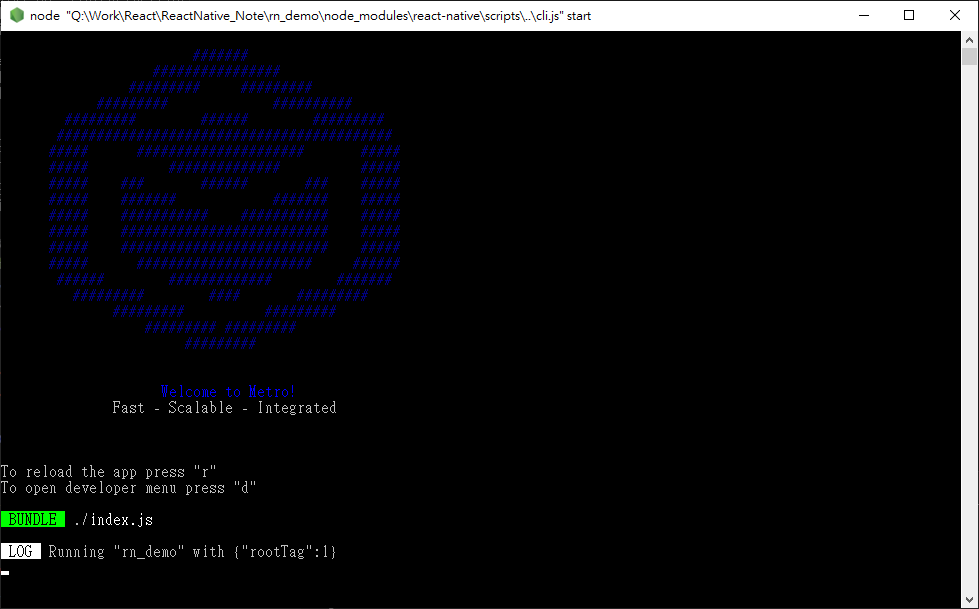 node "Q:\Work\React\ReactNative_Note\rn_demo\node_modules\react-native\scripts\..\cli.js" start
Welcome to Metro!
Fast - Scalable - Integrated
To reload the app press "r"
To open developer menu press "d"
BUNDLE ./index.js
LOG Running "rn_demo" with {"rootTag":1}